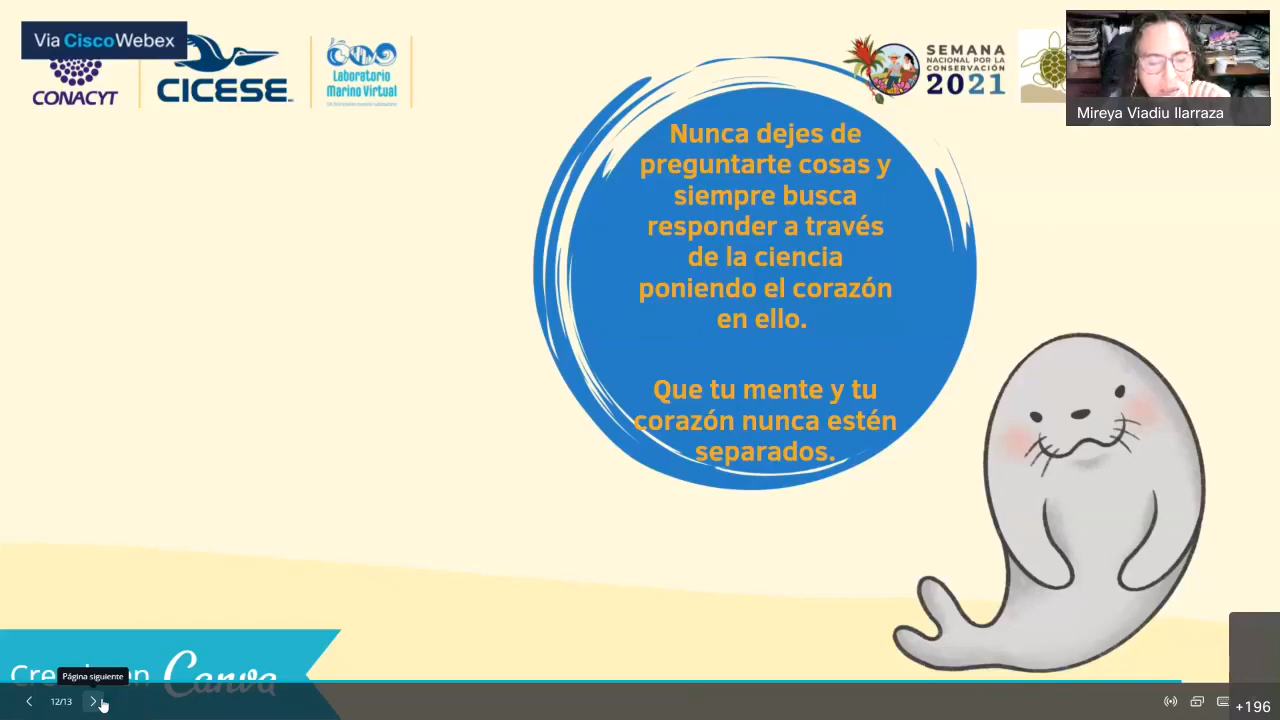 Via CiscoWebex
CONACYT
CICESE
Laboratorio
Marino Virtual
SEMANA
NACIONAL POR LA
CONSERVACIÓN
2021
Mireya Viadiu Ilarraza
Nunca dejes de
preguntarte cosas y
siempre busca
responder a través
de la ciencia
poniendo el corazón
en ello.
Que tu mente y tu
corazón nunca estén
separados.
Canva
Página siguiente
12/13
+196